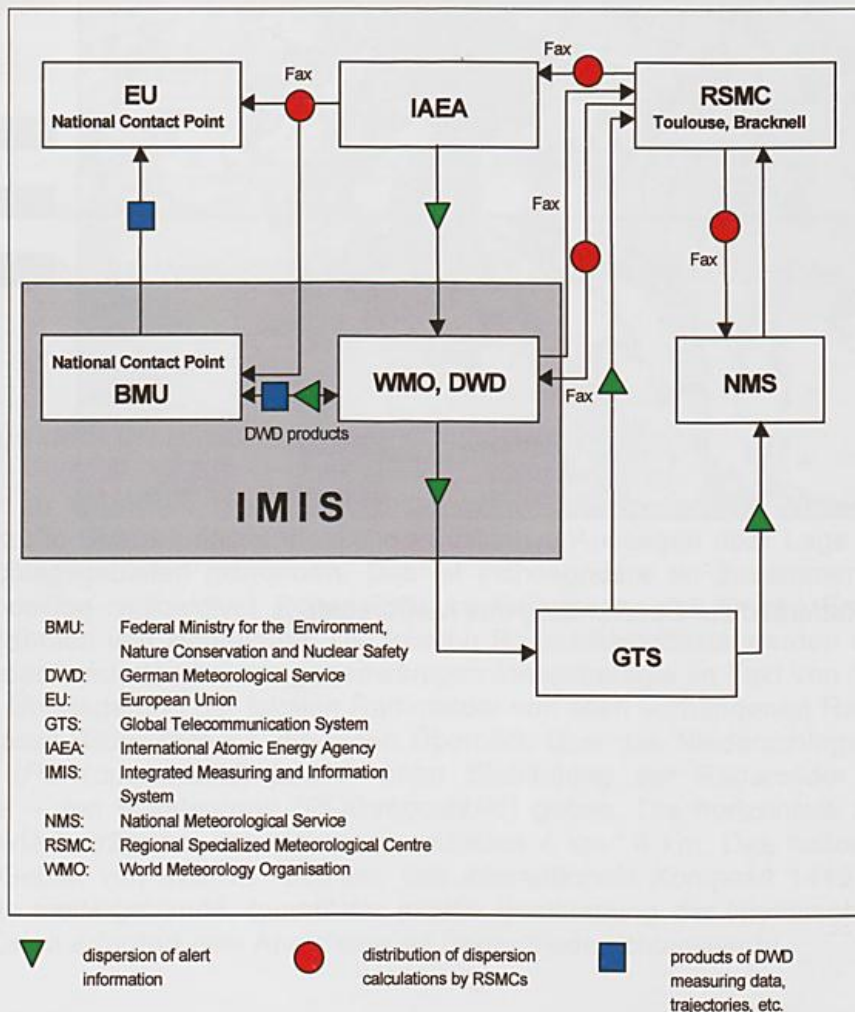 Fax
Fax
EU
National Contact Point
IAEA
RSMC
Toulouse, Bracknell
Fax
Fax
National Contact Point
BMU
WMO, DWD
NMS
Fax
DWD products
IMIS
GTS
BMU: Federal Ministry for the Environment,
Nature Conservation and Nuclear Safety
DWD: German Meteorological Service
EU: European Union
GTS: Global Telecommunication System
IAEA: International Atomic Energy Agency
IMIS: Integrated Measuring and Information
System
NMS: National Meteorological Service
RSMC: Regional Specialized Meteorological Centre
WMO: World Meteorology Organisation
dispersion of alert
information
distribution of dispersion
calculations by RSMCs
products of DWD
measuring data,
trajectories, etc.